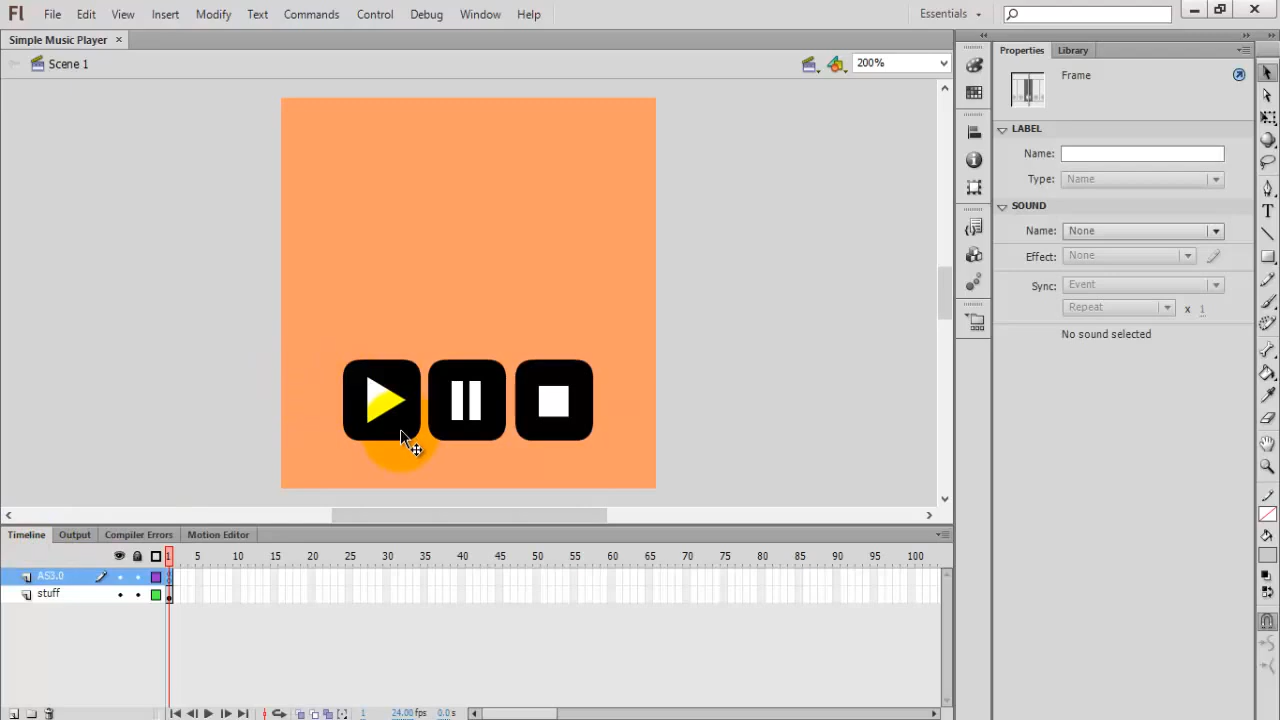 Fl File Edit View Insert Modify Text Commands Control Debug Window Help Essentials
Simple Music Player ×
Scene 1 200%
Properties Library
Frame
LABEL
Name:
Type: Name
SOUND
Name: None
Effect: None
Sync: Event
Repeat x 1
No sound selected
Timeline Output Compiler Errors Motion Editor
1 5 10 15 20 25 30 35 40 45 50 55 60 65 70 75 80 85 90 95 100
AS3.0
stuff
1 24.00 fps 0.0 s